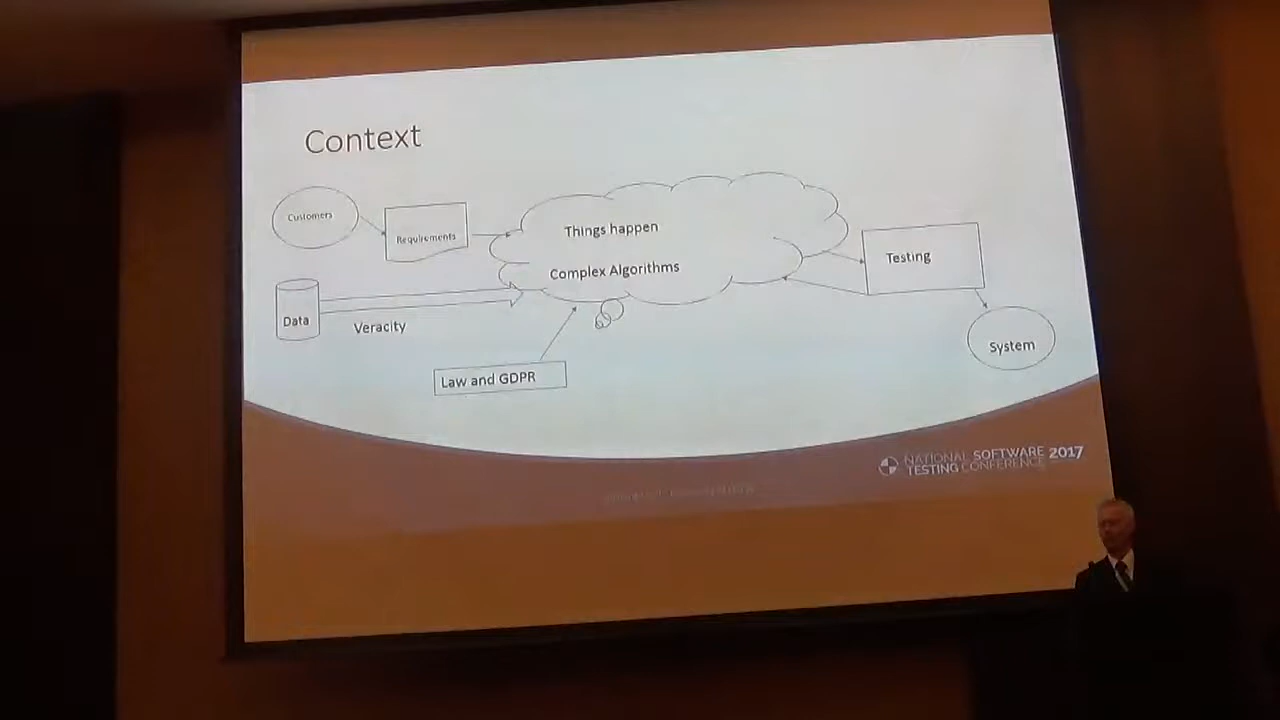 Context
Customers
Requirements
Things happen
Complex Algorithms
Testing
Data
Veracity
System
Law and GDPR
NATIONAL SOFTWARE 2017
TESTING CONFERENCE